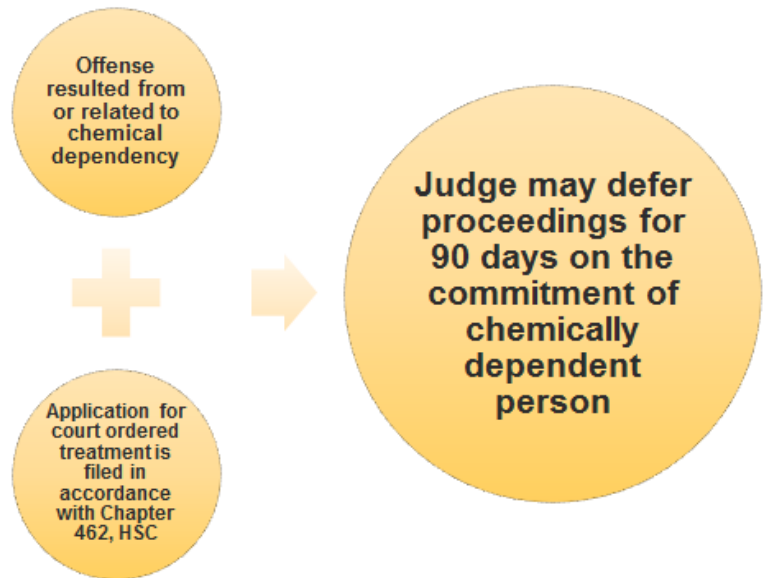 Offense
resulted from
or related to
chemical
dependency
Application for
court ordered
treatment is
filed in
accordance
with Chapter
462, HSC
Judge may defer
proceedings for
90 days on the
commitment of
chemically
dependent
person